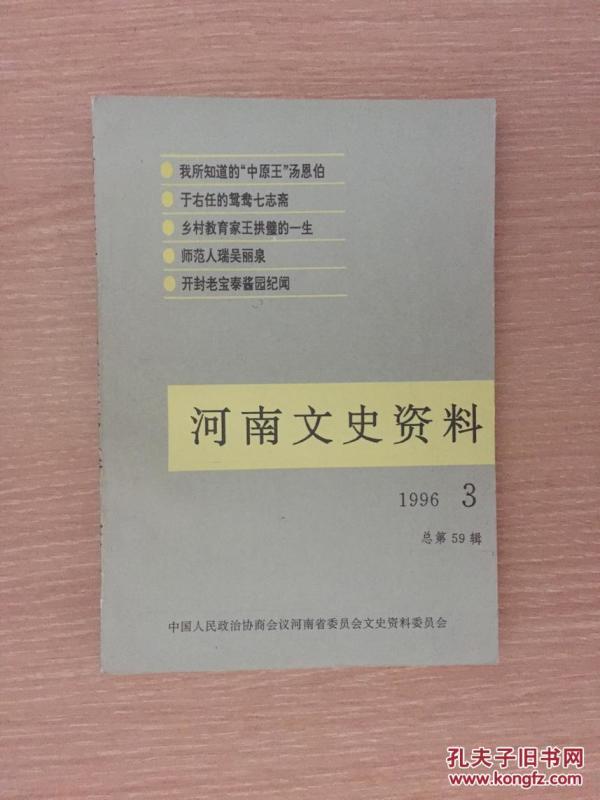 我所知道的“中原王”汤恩伯
于右任的鸳鸯七志斋
乡村教育家王拱璧的一生
师范人瑞吴丽泉
开封老宝泰酱园纪闻
河南文史资料
1996 3
总第 59 辑
中国人民政治协商会议河南省委员会文史资料委员会
孔夫子旧书网
www.kongfz.com